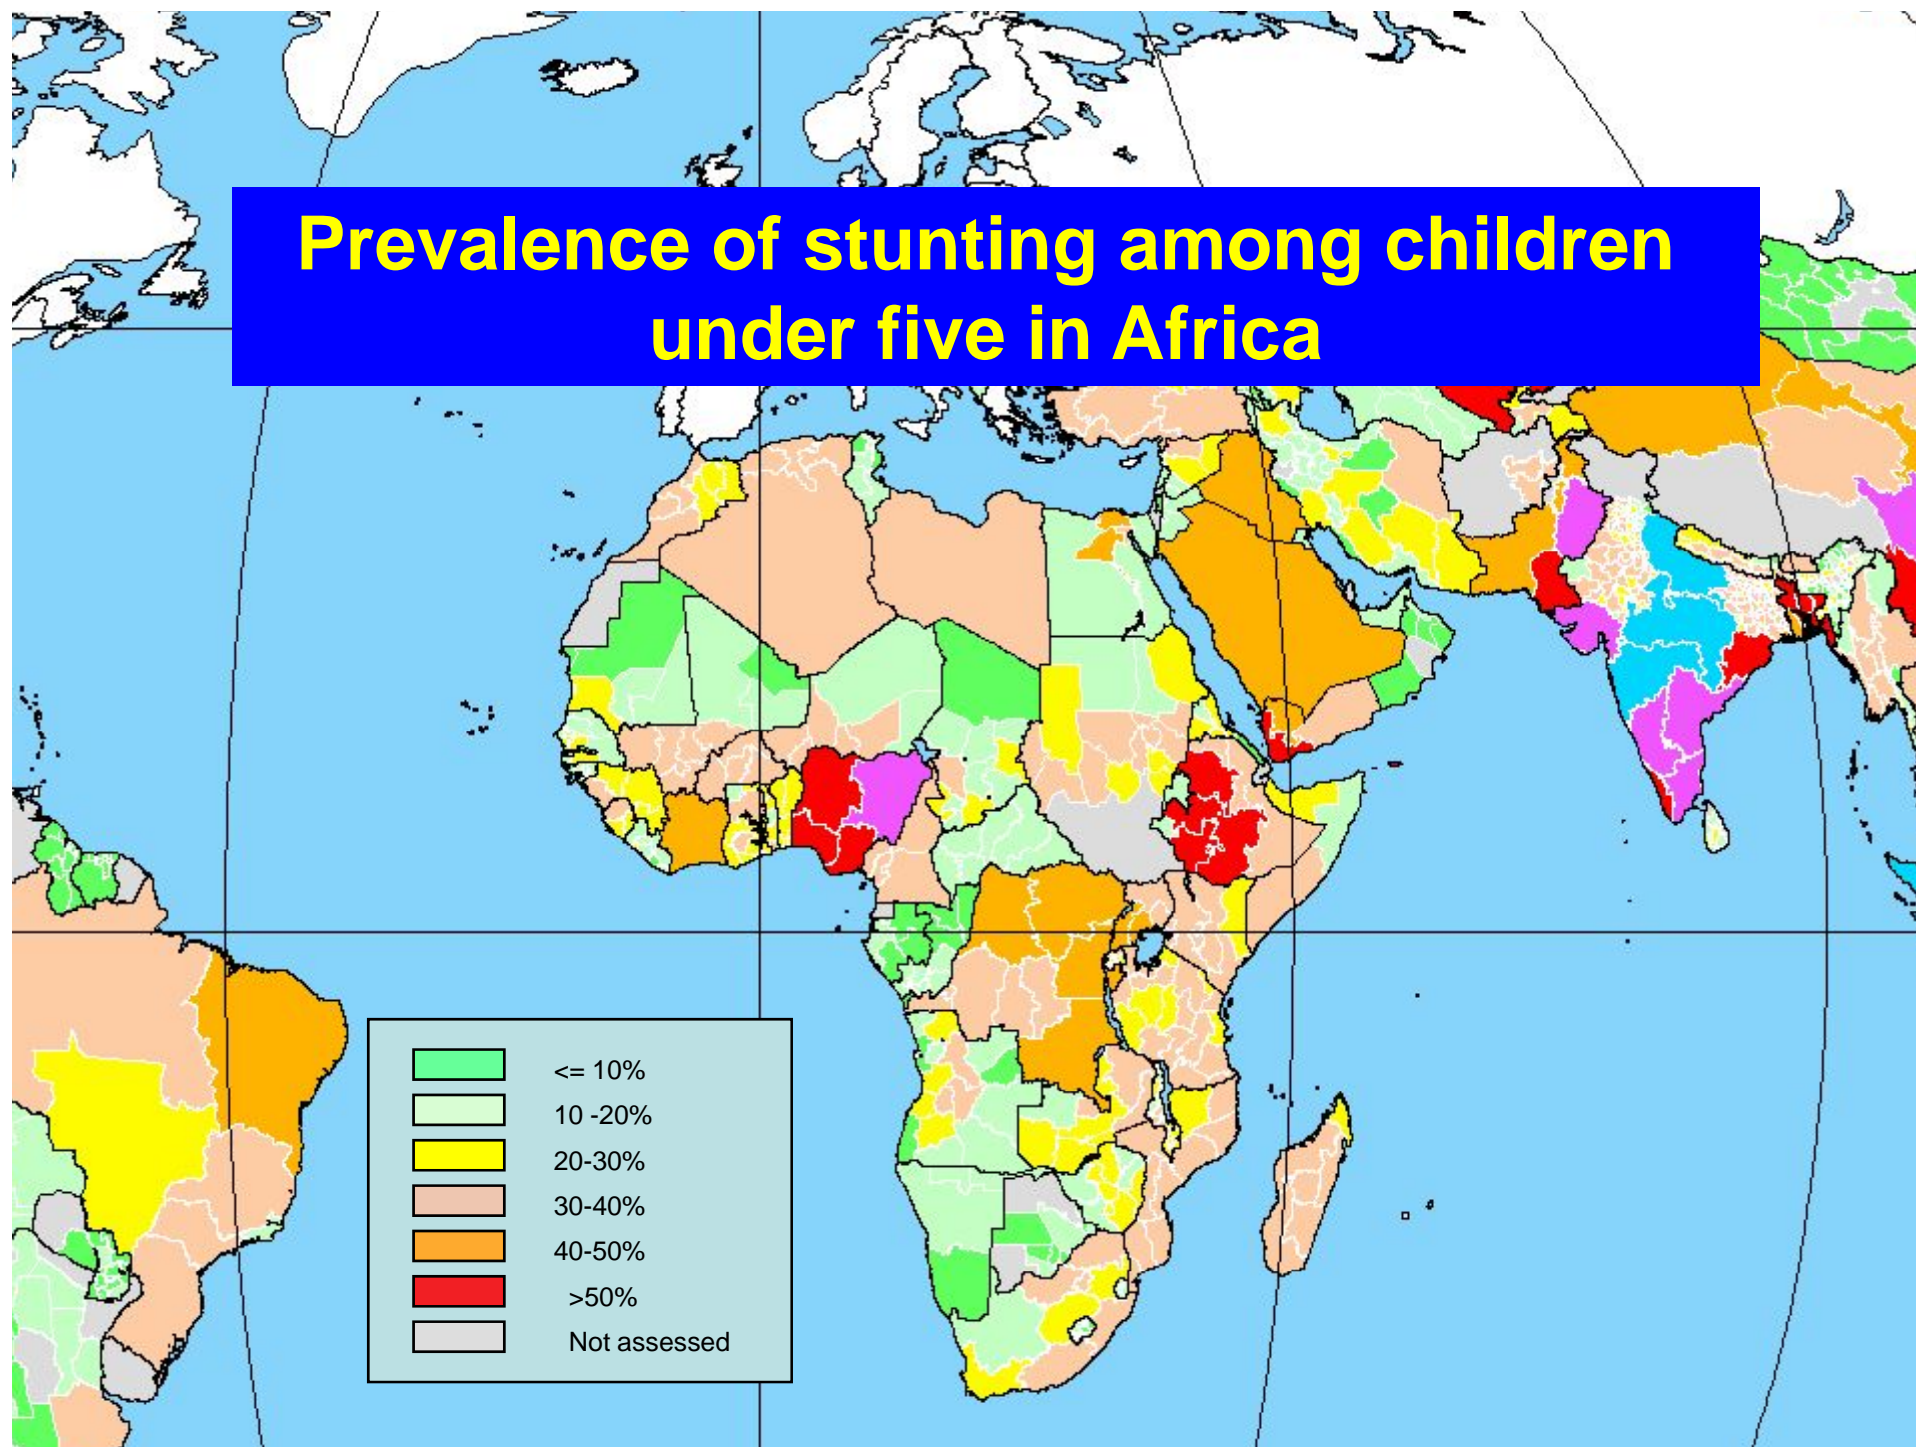 Prevalence of stunting among children
under five in Africa
<= 10%
10 -20%
20-30%
30-40%
40-50%
>50%
Not assessed